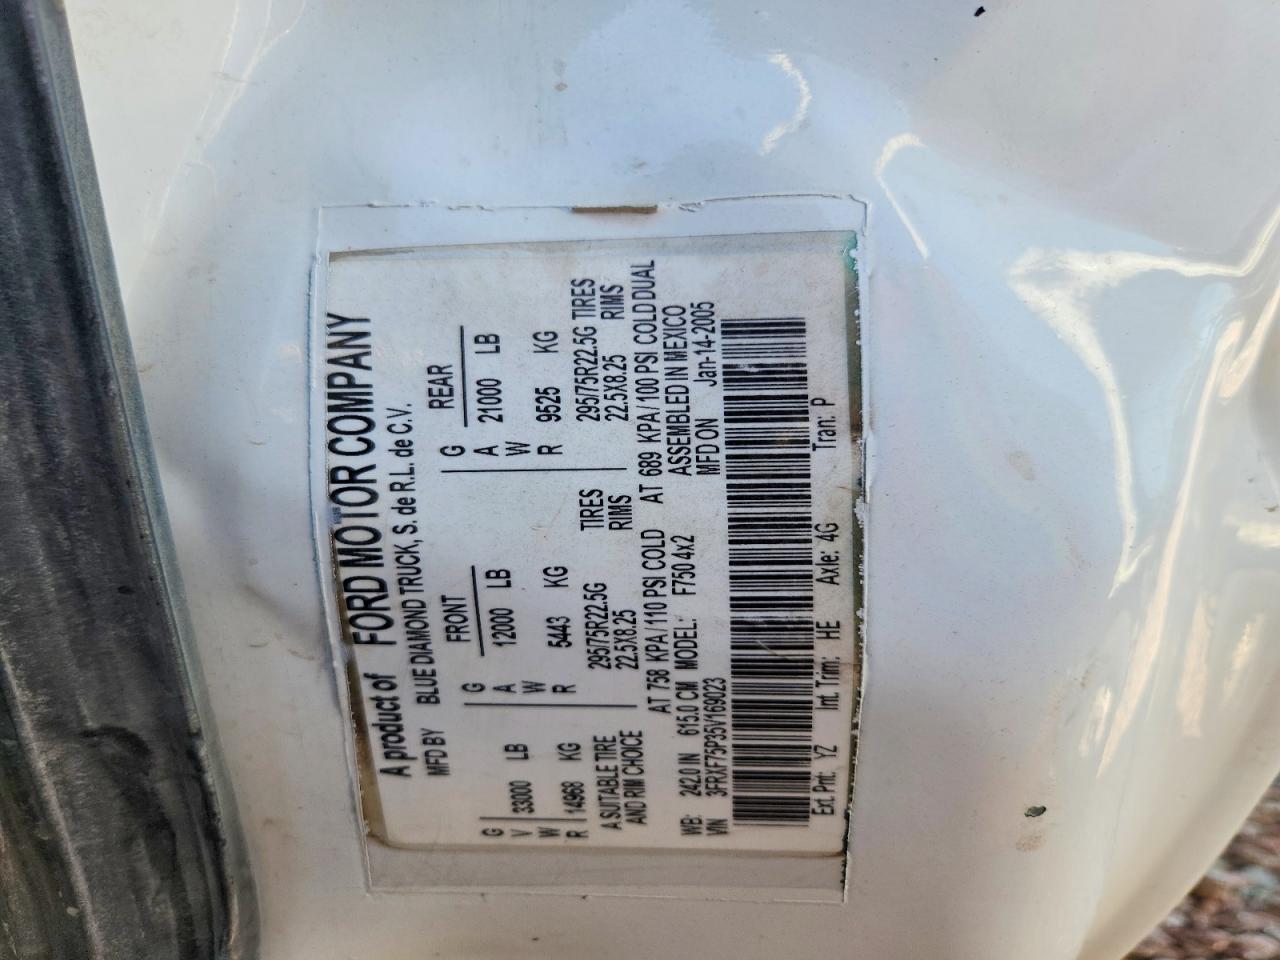 A product of FORD MOTOR COMPANY
MFD BY BLUE DIAMOND TRUCK, S. de R.L. de C.V.
FRONT REAR
G G G
V 33000 LB A 12000 LB A 21000 LB
W W W
R 14968 KG R 5443 KG R 9525 KG
A SUITABLE TIRE 295/75R22.5G TIRES 295/75R22.5G TIRES
AND RIM CHOICE 22.5X8.25 RIMS 22.5X8.25 RIMS
AT 758 KPA/110 PSI COLD AT 689 KPA/100 PSI COLD DUAL
WB: 242.0 IN 615.0 CM MODEL: F750 4x2 ASSEMBLED IN MEXICO
VIN 3FRXF75P35V169023 MFD ON Jan-14-2005
Ext. Pnt: YZ Int. Trim: HE Axle: 4G Tran: P